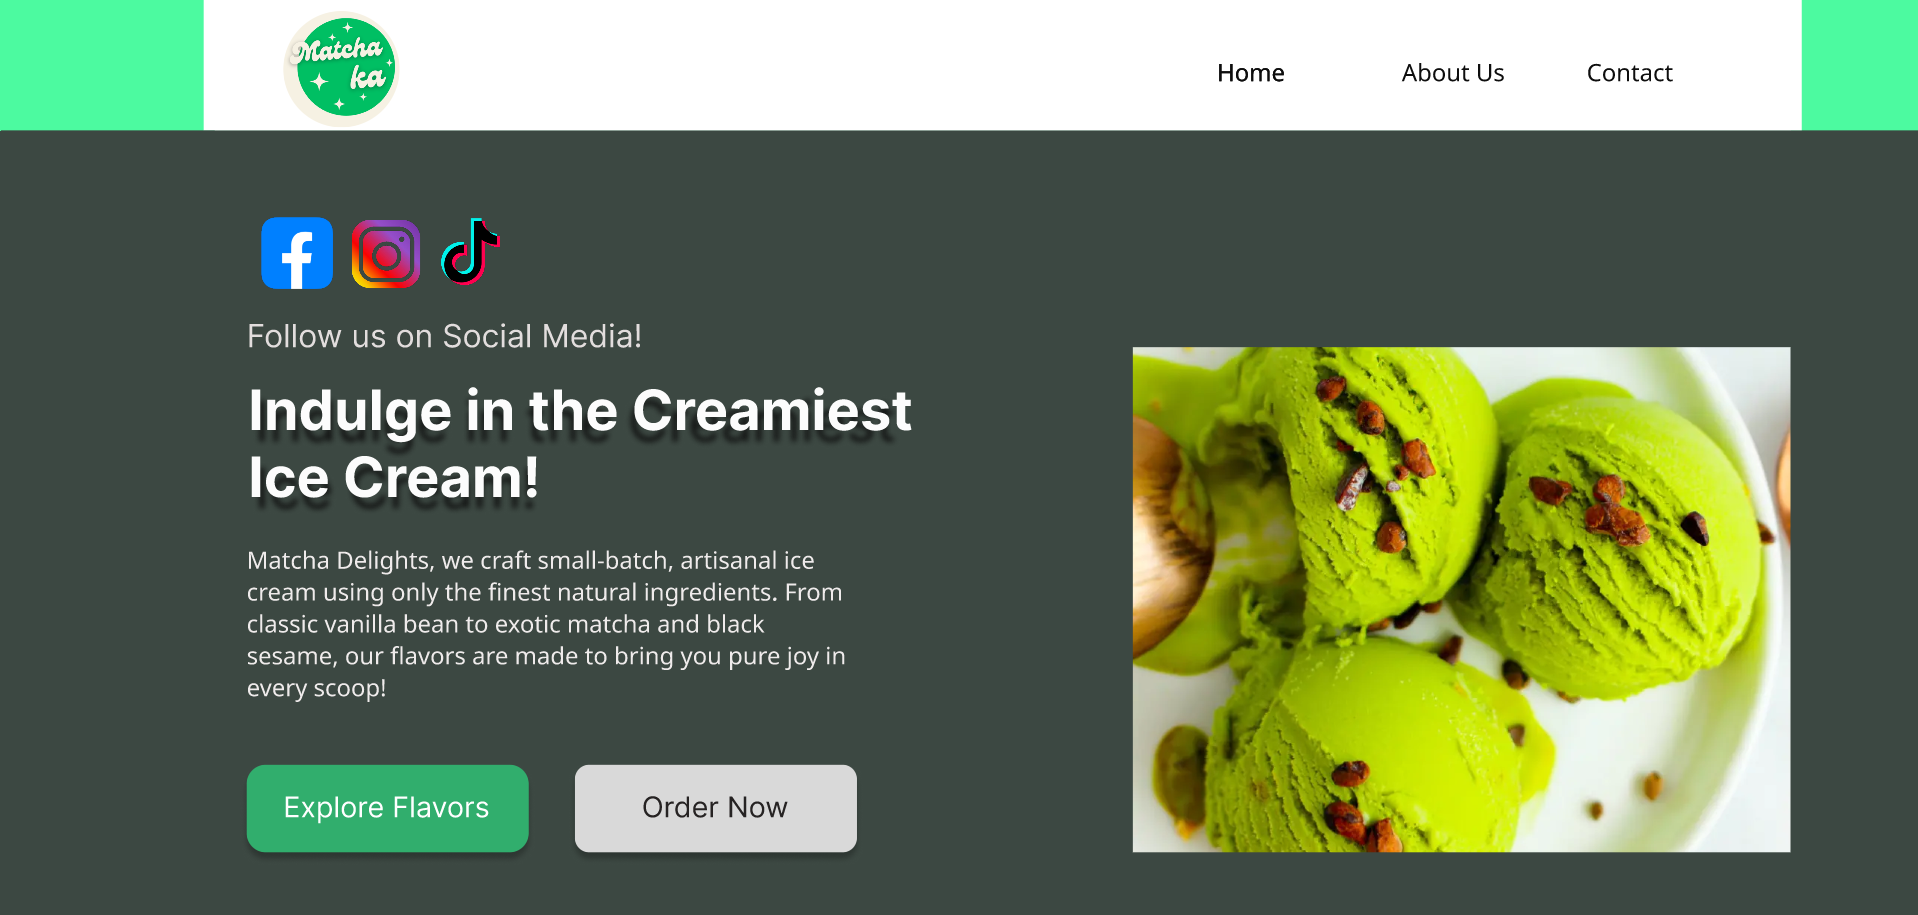 Matcha
ka
Home
About Us
Contact
Follow us on Social Media!
Indulge in the Creamiest
Ice Cream!
Matcha Delights, we craft small-batch, artisanal ice
cream using only the finest natural ingredients. From
classic vanilla bean to exotic matcha and black
sesame, our flavors are made to bring you pure joy in
every scoop!
Explore Flavors
Order Now